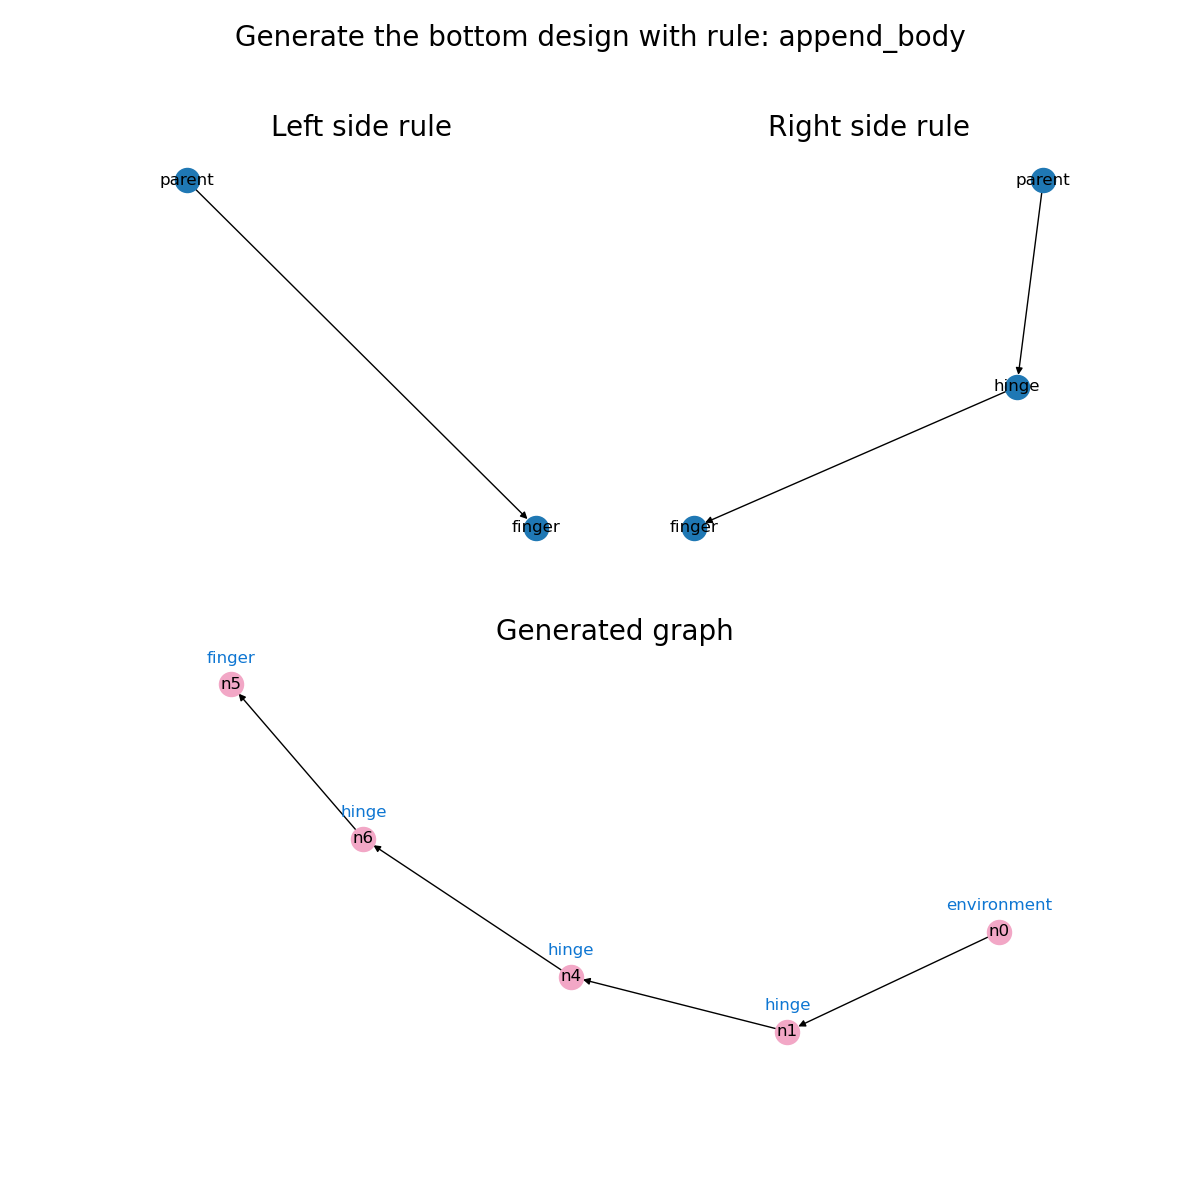 Generate the bottom design with rule: append_body
Left side rule
Right side rule
parent
parent
hinge
finger
finger
Generated graph
finger
n5
hinge
n6
environment
n0
hinge
n4
hinge
n1